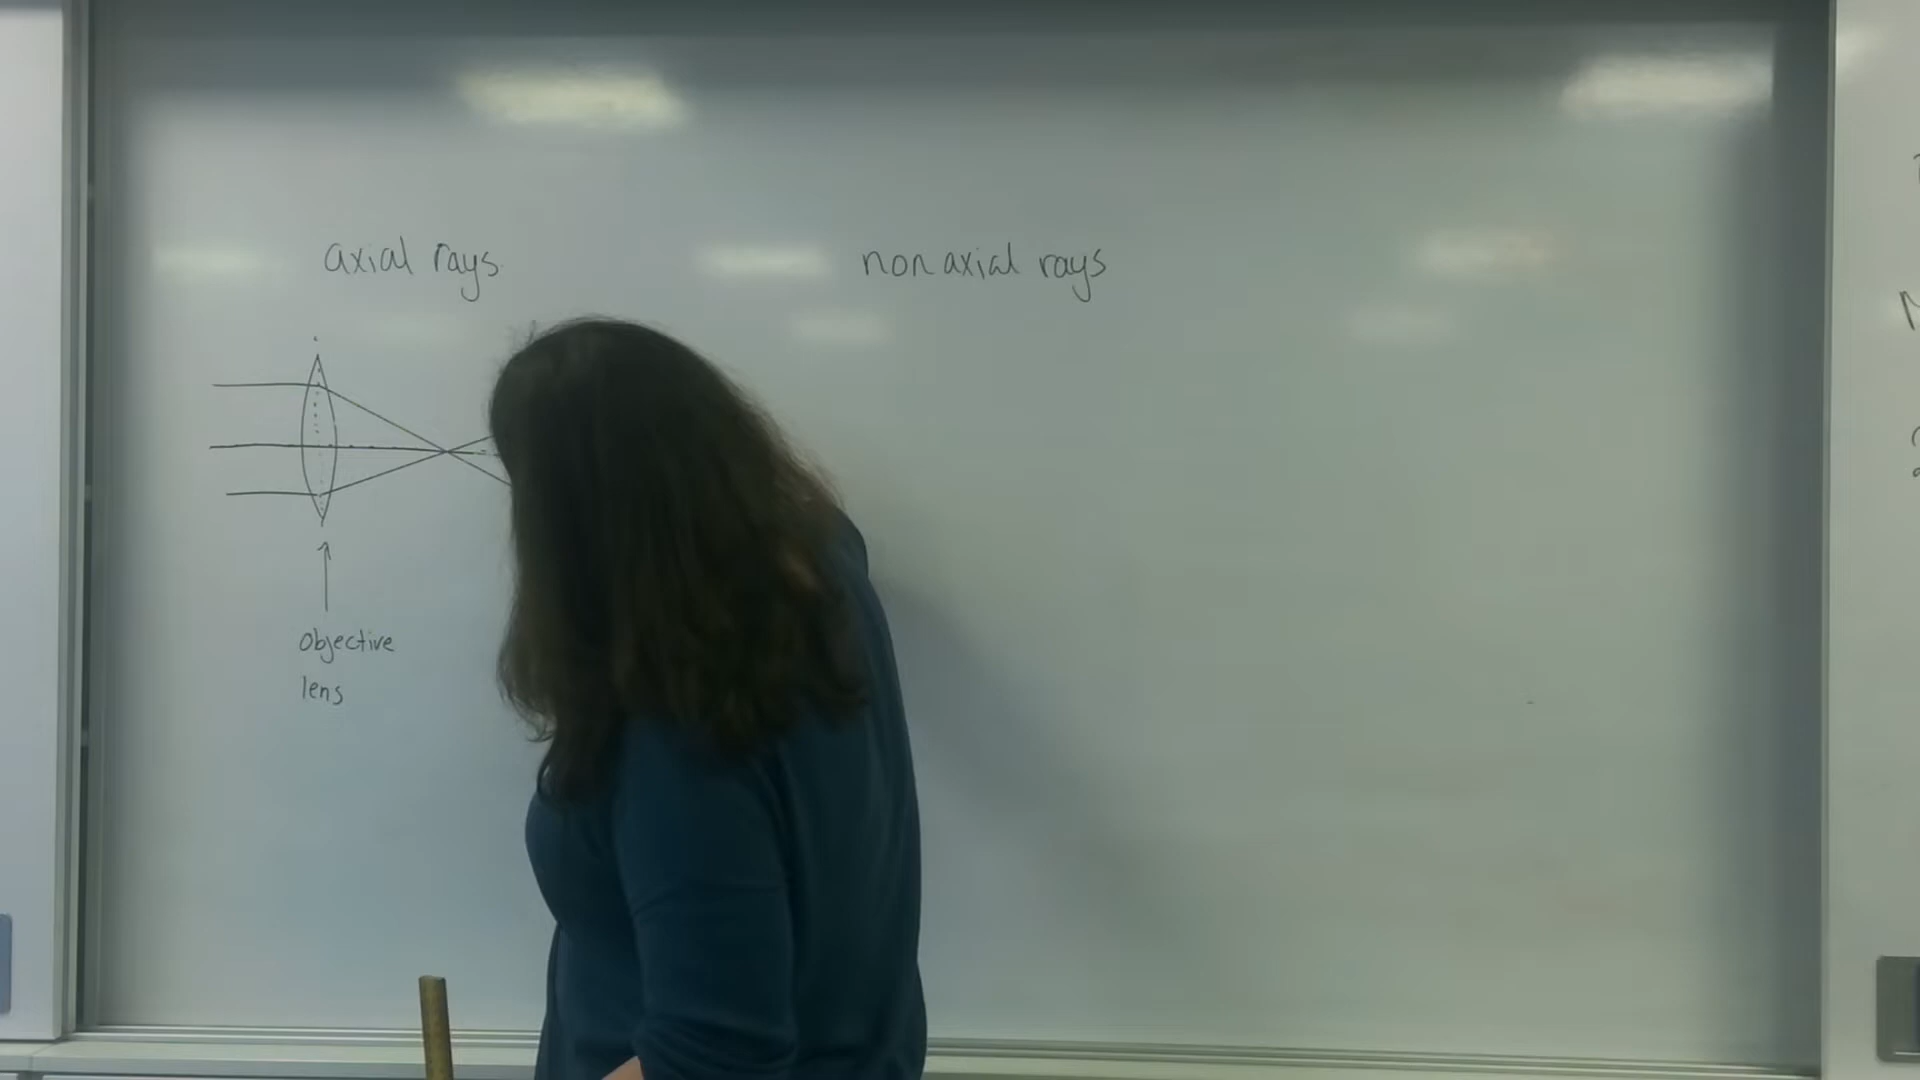 axial rays
non axial rays
objective
lens